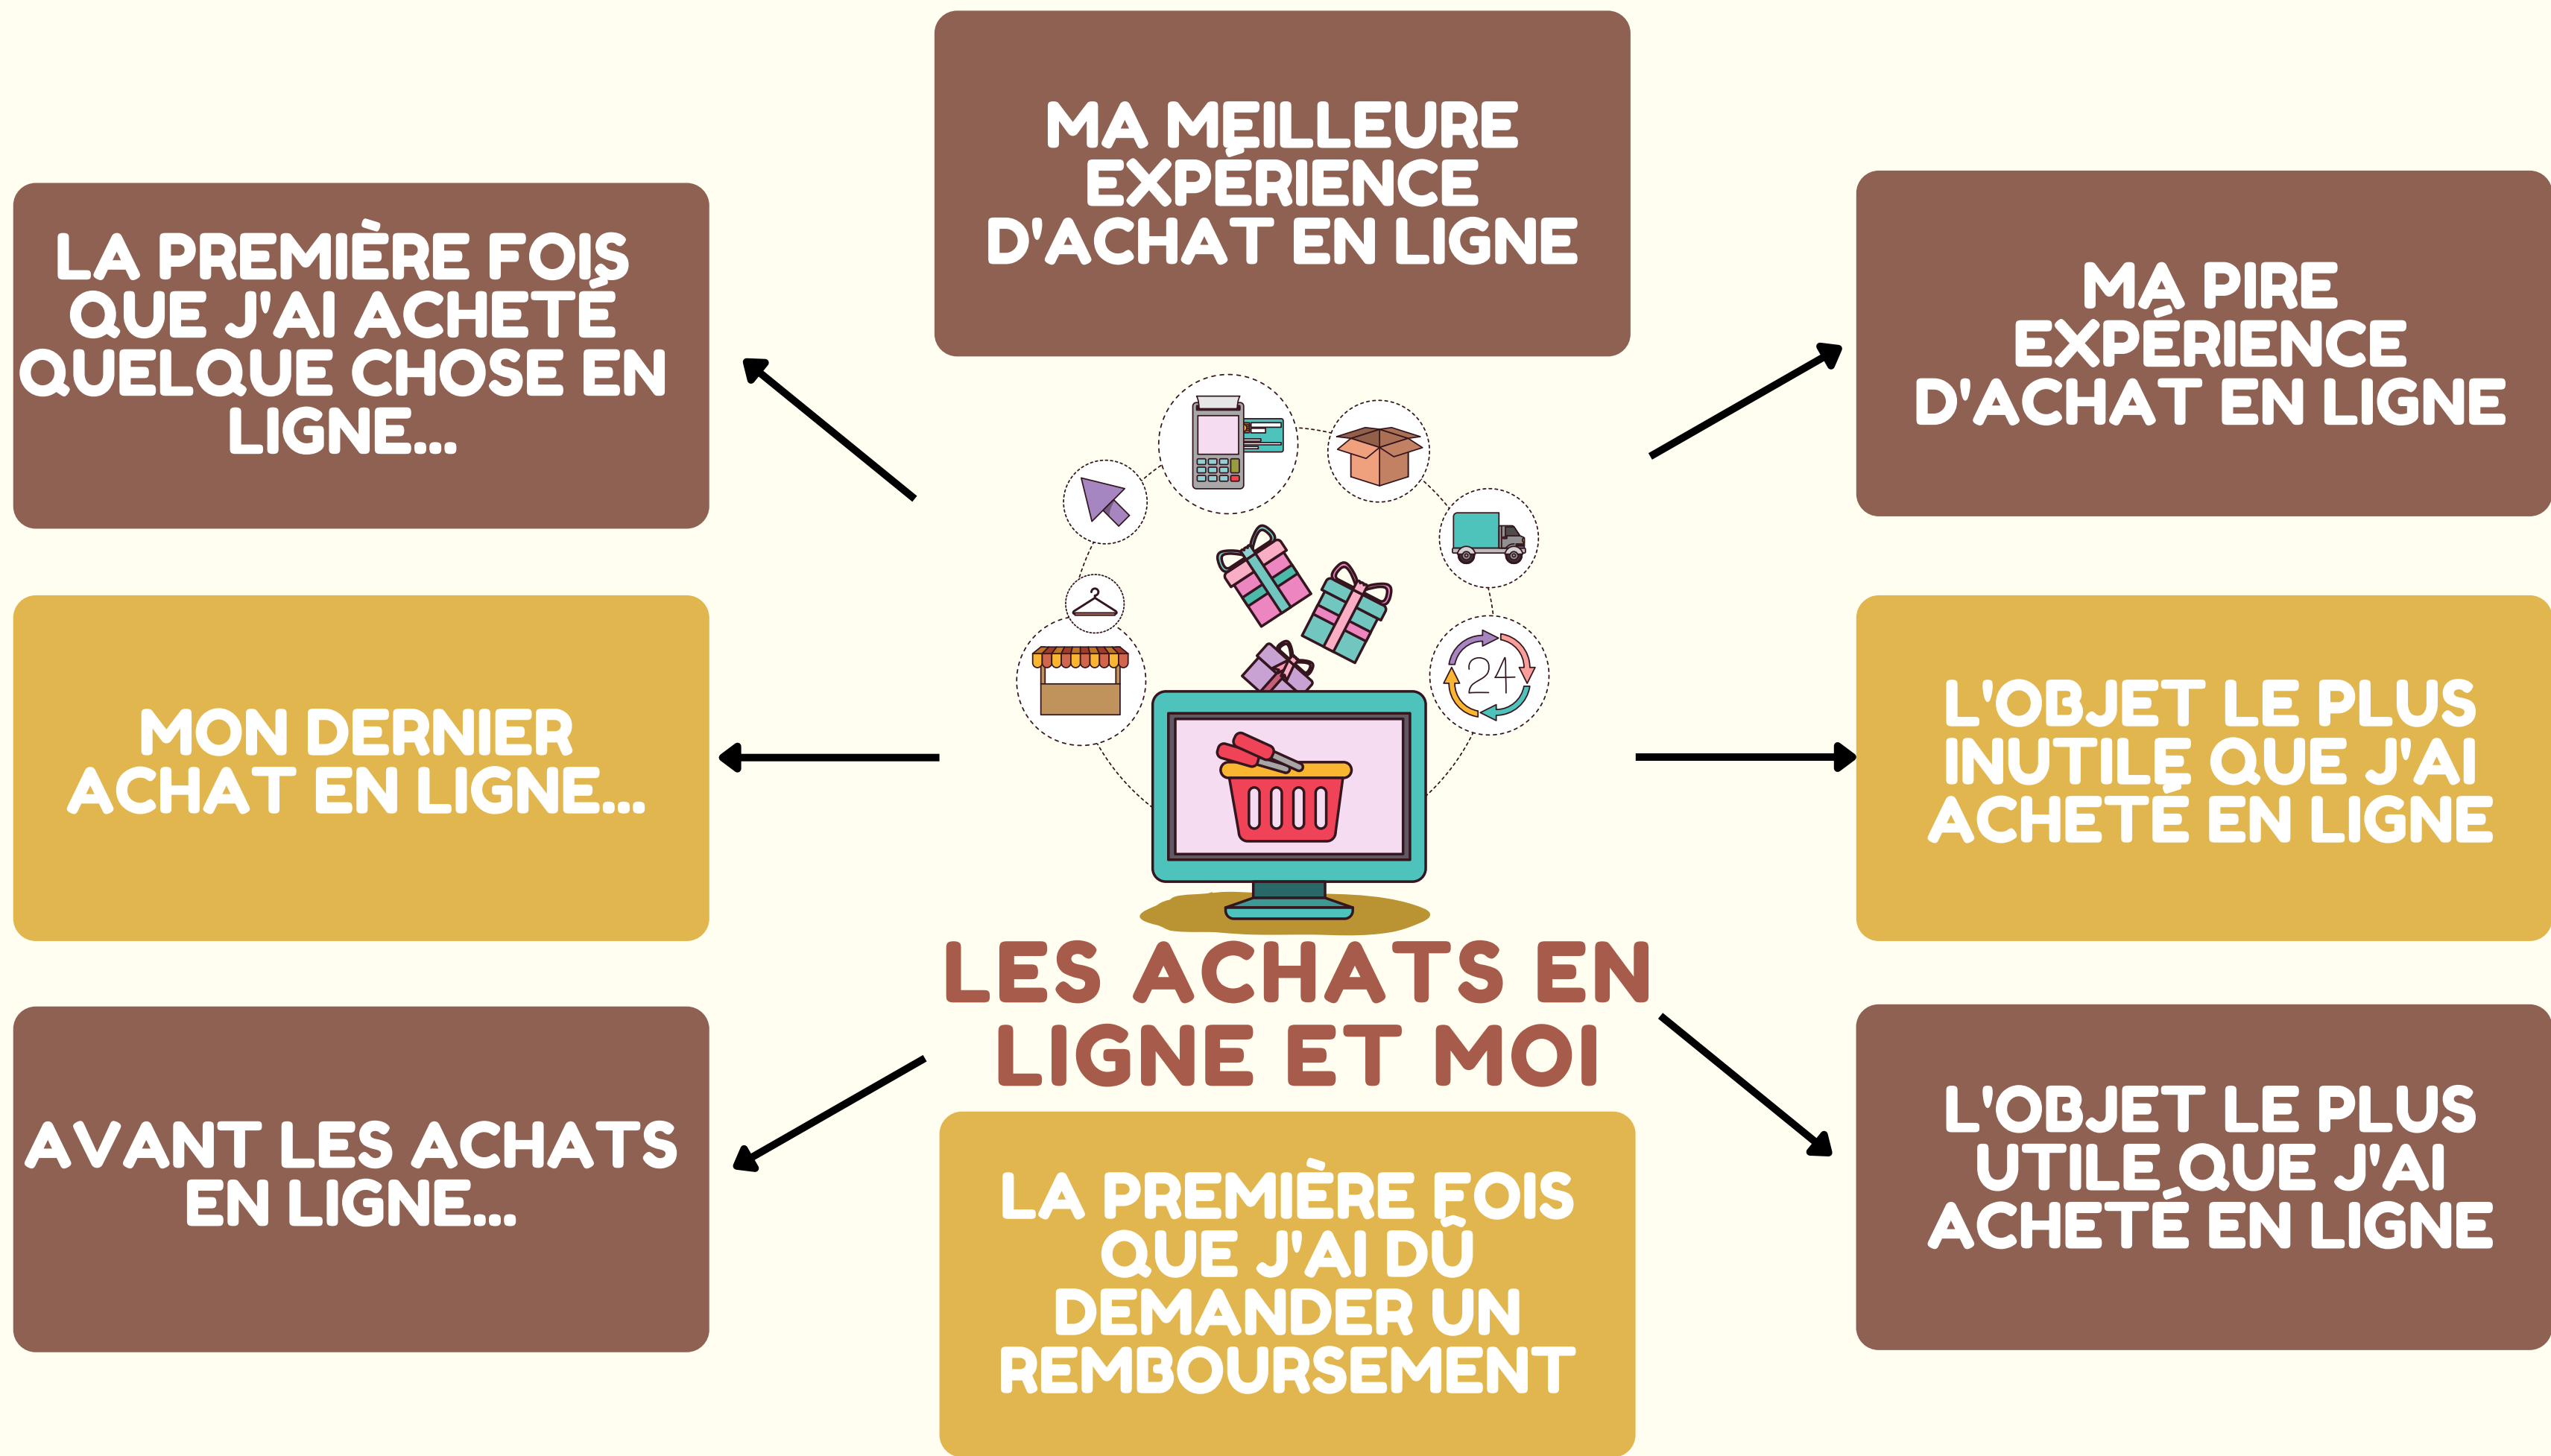 MA MEILLEURE
EXPÉRIENCE
D'ACHAT EN LIGNE
LA PREMIÈRE FOIS
QUE J'AI ACHETÉ
QUELQUE CHOSE EN
LIGNE...
MA PIRE
EXPÉRIENCE
D'ACHAT EN LIGNE
24
MON DERNIER
ACHAT EN LIGNE...
L'OBJET LE PLUS
INUTILE QUE J'AI
ACHETÉ EN LIGNE
LES ACHATS EN
LIGNE ET MOI
AVANT LES ACHATS
EN LIGNE...
LA PREMIÈRE FOIS
QUE J'AI DÛ
DEMANDER UN
REMBOURSEMENT
L'OBJET LE PLUS
UTILE QUE J'AI
ACHETÉ EN LIGNE